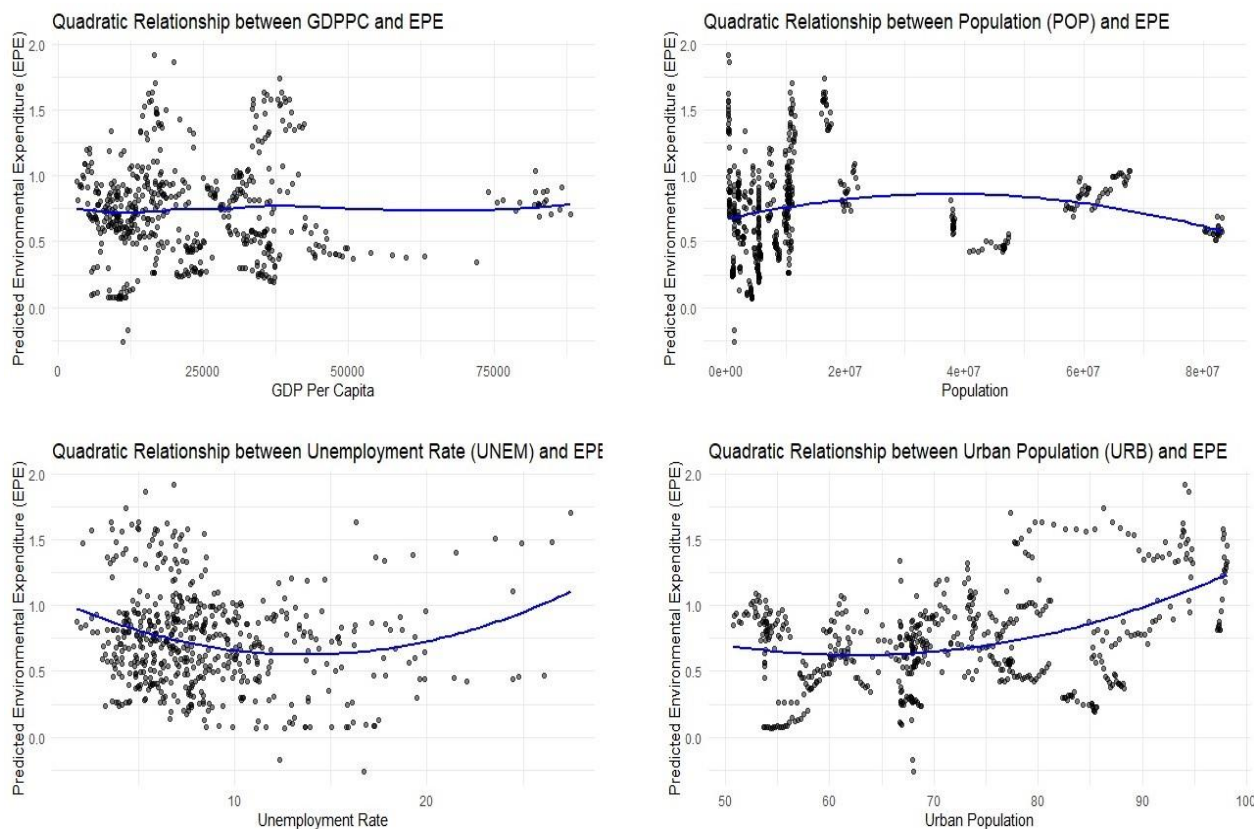 Quadratic Relationship between GDPPC and EPE
Predicted Environmental Expenditure (EPE)
2.0
1.5
1.0
0.5
0.0
0
25000
50000
75000
GDP Per Capita
Quadratic Relationship between Population (POP) and EPE
Predicted Environmental Expenditure (EPE)
2.0
1.5
1.0
0.5
0.0
0e+00
2e+07
4e+07
6e+07
8e+07
Population
Quadratic Relationship between Unemployment Rate (UNEM) and EPE
Predicted Environmental Expenditure (EPE)
2.0
1.5
1.0
0.5
0.0
10
20
Unemployment Rate
Quadratic Relationship between Urban Population (URB) and EPE
Predicted Environmental Expenditure (EPE)
2.0
1.5
1.0
0.5
0.0
50
60
70
80
90
100
Urban Population